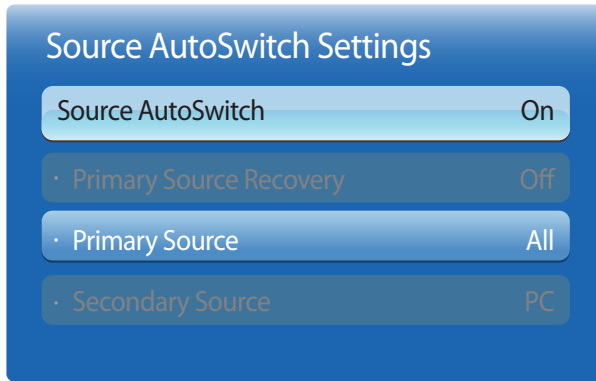 Source AutoSwitch Settings
Source AutoSwitch On
· Primary Source Recovery Off
· Primary Source All
· Secondary Source PC